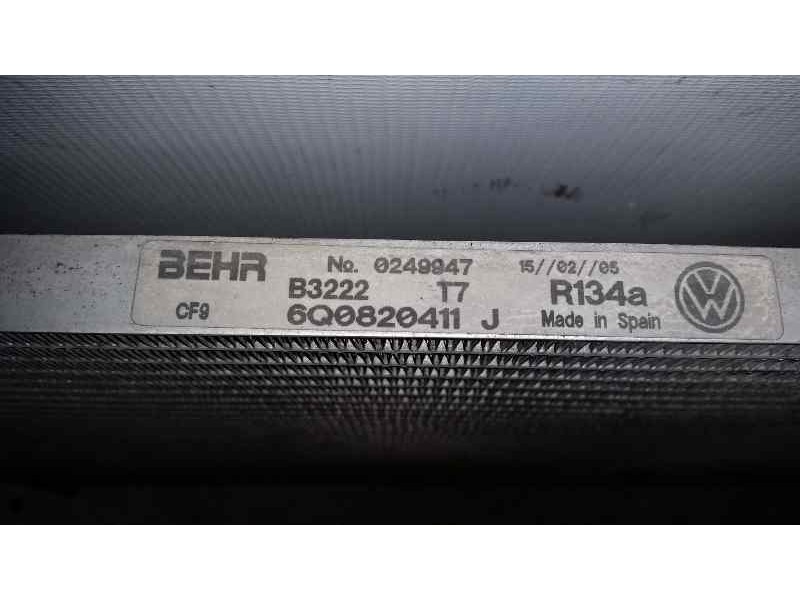 BEHR No. 0249947 15//02//05
B3222 T7 R134a
CF9 6Q0820411 J Made in Spain